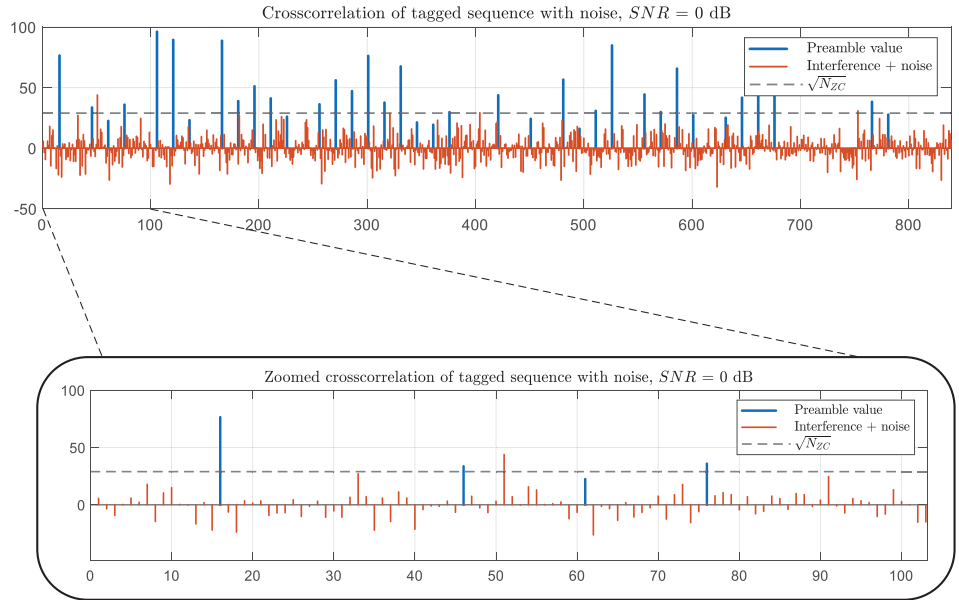 Crosscorrelation of tagged sequence with noise, SNR = 0 dB
100
50
0
-50
Preamble value
Interference + noise
√N_ZC
0 100 200 300 400 500 600 700 800
Zoomed crosscorrelation of tagged sequence with noise, SNR = 0 dB
100
50
0
Preamble value
Interference + noise
√N_ZC
0 10 20 30 40 50 60 70 80 90 100